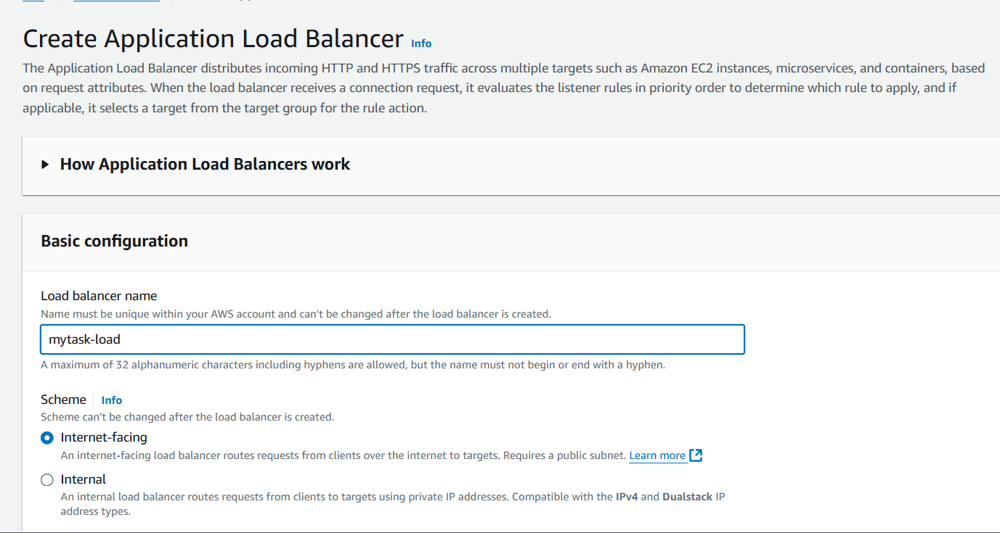 Create Application Load Balancer Info
The Application Load Balancer distributes incoming HTTP and HTTPS traffic across multiple targets such as Amazon EC2 instances, microservices, and containers, based
on request attributes. When the load balancer receives a connection request, it evaluates the listener rules in priority order to determine which rule to apply, and if
applicable, it selects a target from the target group for the rule action.
How Application Load Balancers work
Basic configuration
Load balancer name
Name must be unique within your AWS account and can't be changed after the load balancer is created.
mytask-load
A maximum of 32 alphanumeric characters including hyphens are allowed, but the name must not begin or end with a hyphen.
Scheme Info
Scheme can't be changed after the load balancer is created.
Internet-facing
An internet-facing load balancer routes requests from clients over the internet to targets. Requires a public subnet. Learn more
Internal
An internal load balancer routes requests from clients to targets using private IP addresses. Compatible with the IPv4 and Dualstack IP
address types.